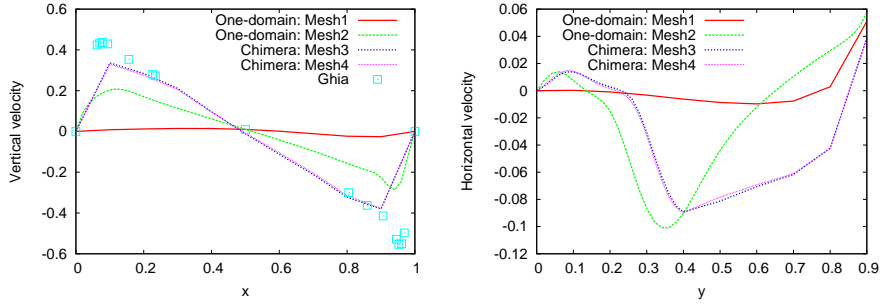 Vertical velocity
0.6
0.4
0.2
0
-0.2
-0.4
-0.6
0
0.2
0.4
0.6
0.8
1
x
One-domain: Mesh1
One-domain: Mesh2
Chimera: Mesh3
Chimera: Mesh4
Ghia
Horizontal velocity
0.06
0.04
0.02
0
-0.02
-0.04
-0.06
-0.08
-0.1
-0.12
0
0.1
0.2
0.3
0.4
0.5
0.6
0.7
0.8
0.9
y
One-domain: Mesh1
One-domain: Mesh2
Chimera: Mesh3
Chimera: Mesh4